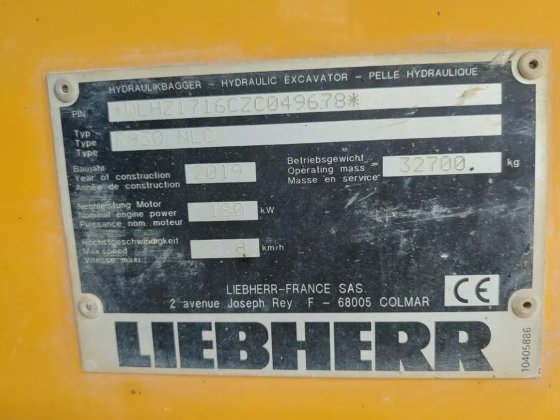 HYDRAULIKBAGGER - HYDRAULIC EXCAVATOR - PELLE HYDRAULIQUE
PIN *WLHZ1716CZC049678*
Typ
Type R930 NLC
Type
Baujahr
Year of construction 2019
Année de construction
Betriebsgewicht
Operating mass 32700. kg
Masse en service
Nennleistung Motor
Nominal engine power 180 kW
Puissance nom. moteur
Höchstgeschwindigkeit
Max.speed 8 km/h
Vitesse maxi.
LIEBHERR-FRANCE SAS.
2 avenue Joseph Rey F - 68005 COLMAR
CE
LIEBHERR
10405886